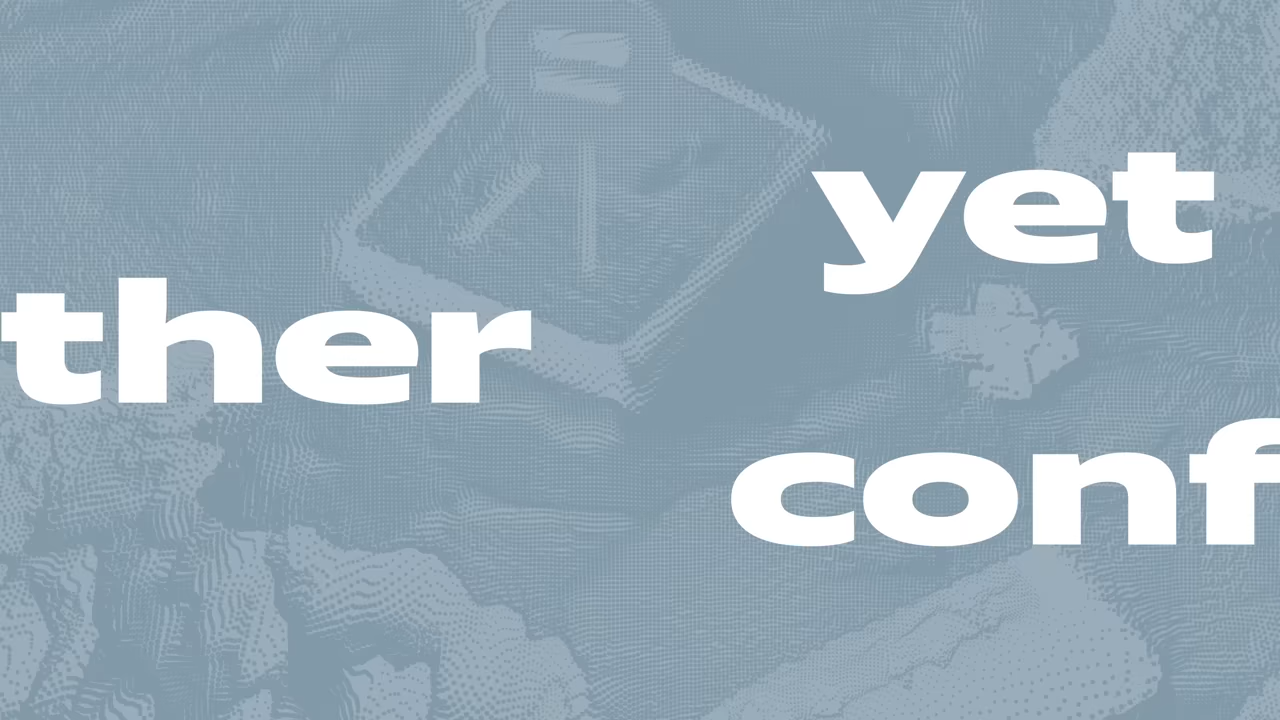 yet
ther
conf